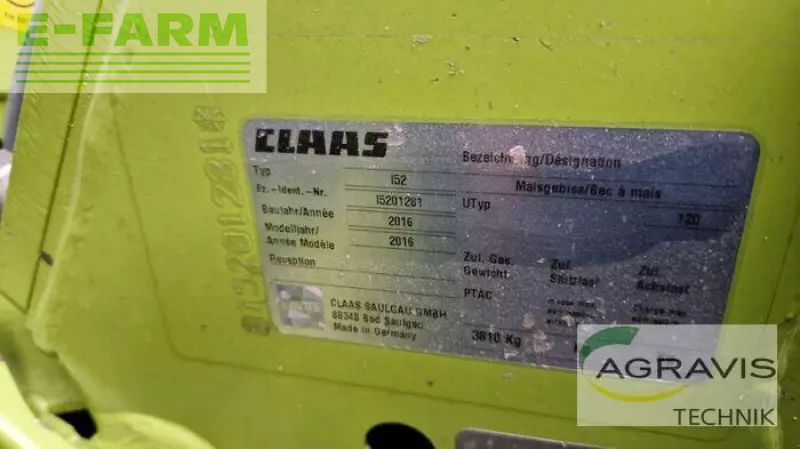 E-FARM
CLAAS
Bezeichnung/Désignation
Typ I52 Maisgebiss/Bec à mais
Fz.-Ident.-Nr. I5201281 UTyp 120
Baujahr/Année 2016
Modelljahr/
Année Modèle 2016
Reception
Zul. Ges.
Gewicht
Zul.
Stützlast
Zul.
Achslast
PTAC
3810 Kg
CLAAS SAULGAU GMBH
88348 Bad Saulgau
Made in Germany
*I5201281*
AGRAVIS
TECHNIK